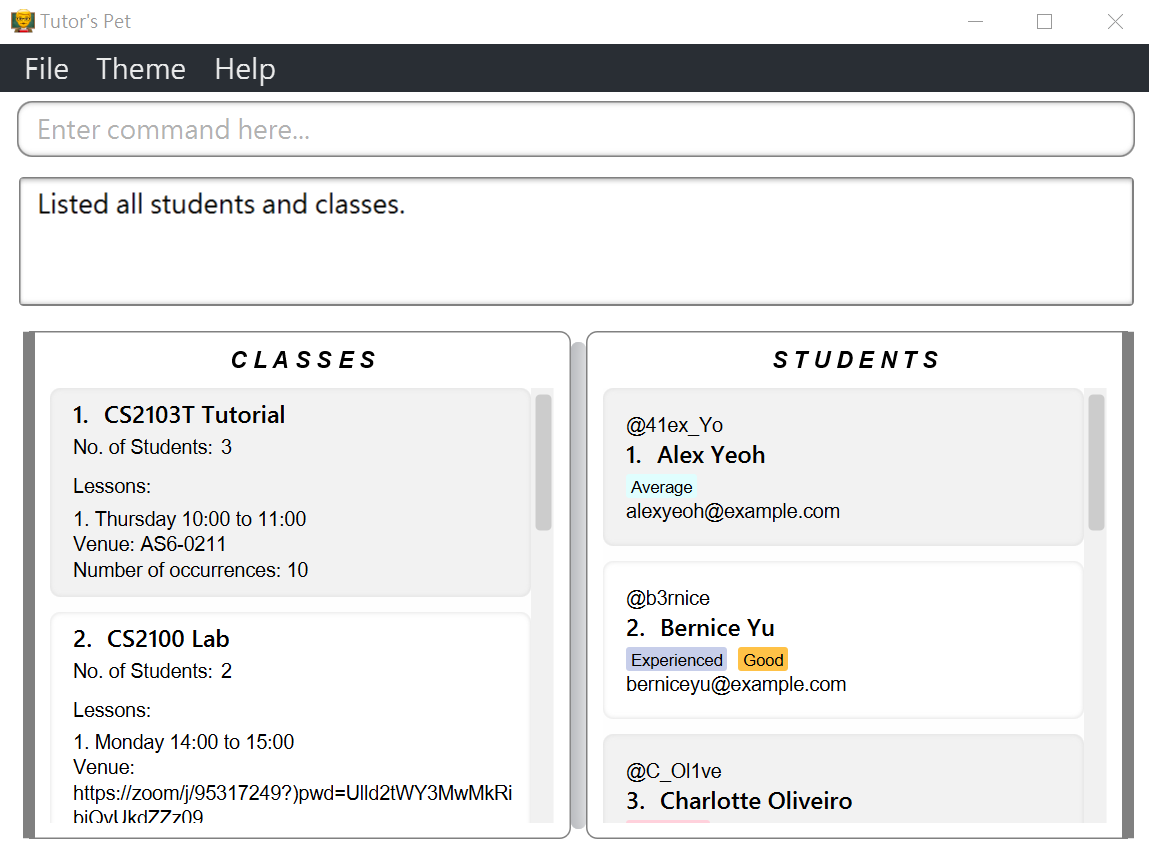 Tutor's Pet
File Theme Help
Enter command here...
Listed all students and classes.
CLASSES
1. CS2103T Tutorial
No. of Students: 3
Lessons:
1. Thursday 10:00 to 11:00
Venue: AS6-0211
Number of occurrences: 10
2. CS2100 Lab
No. of Students: 2
Lessons:
1. Monday 14:00 to 15:00
Venue:
https://zoom/j/95317249?)pwd=Ulld2tWY3MwMkRi
STUDENTS
@41ex_Yo
1. Alex Yeoh
Average
alexyeoh@example.com
@b3rnice
2. Bernice Yu
Experienced Good
berniceyu@example.com
@C_Ol1ve
3. Charlotte Oliveiro